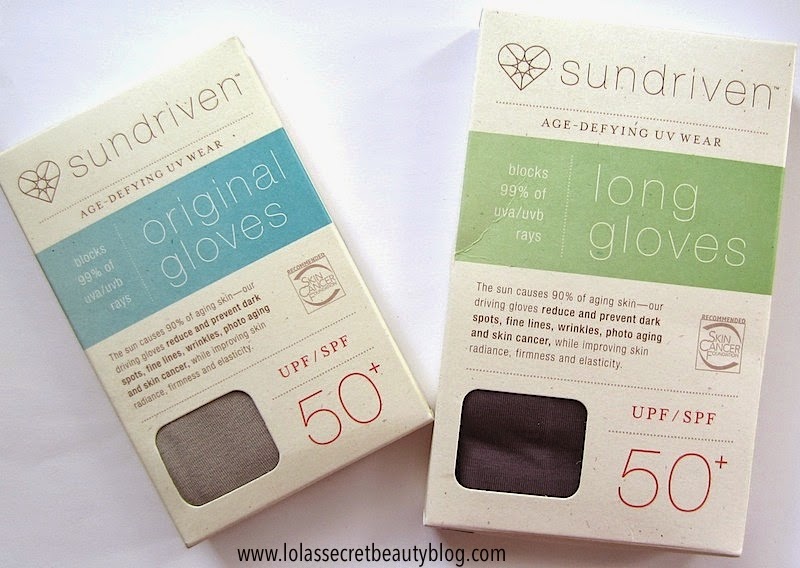 sundriven™
AGE-DEFYING UV WEAR
blocks
99% of
uva/uvb
rays
original
gloves
The sun causes 90% of aging skin—our
driving gloves reduce and prevent dark
spots, fine lines, wrinkles, photo aging
and skin cancer, while improving skin
radiance, firmness and elasticity.
RECOMMENDED
SKIN
CANCER
FOUNDATION
UPF/SPF
50+
sundriven™
AGE-DEFYING UV WEAR
blocks
99% of
uva/uvb
rays
long
gloves
The sun causes 90% of aging skin—our
driving gloves reduce and prevent dark
spots, fine lines, wrinkles, photo aging
and skin cancer, while improving skin
radiance, firmness and elasticity.
RECOMMENDED
SKIN
CANCER
FOUNDATION
UPF/SPF
50+
www.lolassecretbeautyblog.com